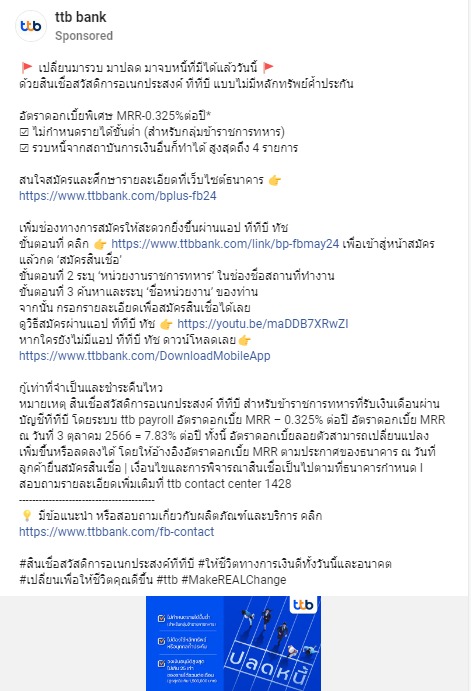 ttb bank
Sponsored
🚩 เปลี่ยนมารวบ มาปลด มาจบหนี้ที่มีได้แล้ววันนี้ 🚩
ด้วยสินเชื่อสวัสดิการอเนกประสงค์ ทีทีบี แบบไม่มีหลักทรัพย์ค้ำประกัน
อัตราดอกเบี้ยพิเศษ MRR-0.325%ต่อปี*
☑ ไม่กำหนดรายได้ขั้นต่ำ (สำหรับกลุ่มข้าราชการทหาร)
☑ รวบหนี้จากสถาบันการเงินอื่นก็ทำได้ สูงสุดถึง 4 รายการ
สนใจสมัครและศึกษารายละเอียดที่เว็บไซต์ธนาคาร 👉
https://www.ttbbank.com/bplus-fb24
เพิ่มช่องทางการสมัครให้สะดวกยิ่งขึ้นผ่านแอป ทีทีบี ทัช
ขั้นตอนที่ คลิก 👉 https://www.ttbbank.com/link/bp-fbmay24 เพื่อเข้าสู่หน้าสมัคร
แล้วกด ‘สมัครสินเชื่อ’
ขั้นตอนที่ 2 ระบุ ‘หน่วยงานราชการทหาร’ ในช่องชื่อสถานที่ทำงาน
ขั้นตอนที่ 3 ค้นหาและระบุ ‘ชื่อหน่วยงาน’ ของท่าน
จากนั้น กรอกรายละเอียดเพื่อสมัครสินเชื่อได้เลย
ดูวิธีสมัครผ่านแอป ทีทีบี ทัช 👉 https://youtu.be/maDDB7XRwZI
หากใครยังไม่มีแอป ทีทีบี ทัช ดาวน์โหลดเลย👉
https://www.ttbbank.com/DownloadMobileApp
กู้เท่าที่จำเป็นและชำระคืนไหว
หมายเหตุ สินเชื่อสวัสดิการอเนกประสงค์ ทีทีบี สำหรับข้าราชการทหารที่รับเงินเดือนผ่าน
บัญชีทีทีบี โดยระบบ ttb payroll อัตราดอกเบี้ย MRR – 0.325% ต่อปี อัตราดอกเบี้ย MRR
ณ วันที่ 3 ตุลาคม 2566 = 7.83% ต่อปี ทั้งนี้ อัตราดอกเบี้ยลอยตัวสามารถเปลี่ยนแปลง
เพิ่มขึ้นหรือลดลงได้ โดยให้อ้างอิงอัตราดอกเบี้ย MRR ตามประกาศของธนาคาร ณ วันที่
ลูกค้ายื่นสมัครสินเชื่อ | เงื่อนไขและการพิจารณาสินเชื่อเป็นไปตามที่ธนาคารกำหนด l
สอบถามรายละเอียดเพิ่มเติมที่ ttb contact center 1428
---------------------------------------
💡 มีข้อแนะนำ หรือสอบถามเกี่ยวกับผลิตภัณฑ์และบริการ คลิก
https://www.ttbbank.com/fb-contact
#สินเชื่อสวัสดิการอเนกประสงค์ทีทีบี #ให้ชีวิตทางการเงินดีทั้งวันนี้และอนาคต
#เปลี่ยนเพื่อให้ชีวิตคุณดีขึ้น #ttb #MakeREALChange
ttb
ไม่กำหนดรายได้ขั้นต่ำ
ไม่ต้องใช้หลักทรัพย์
ปลดหนี้